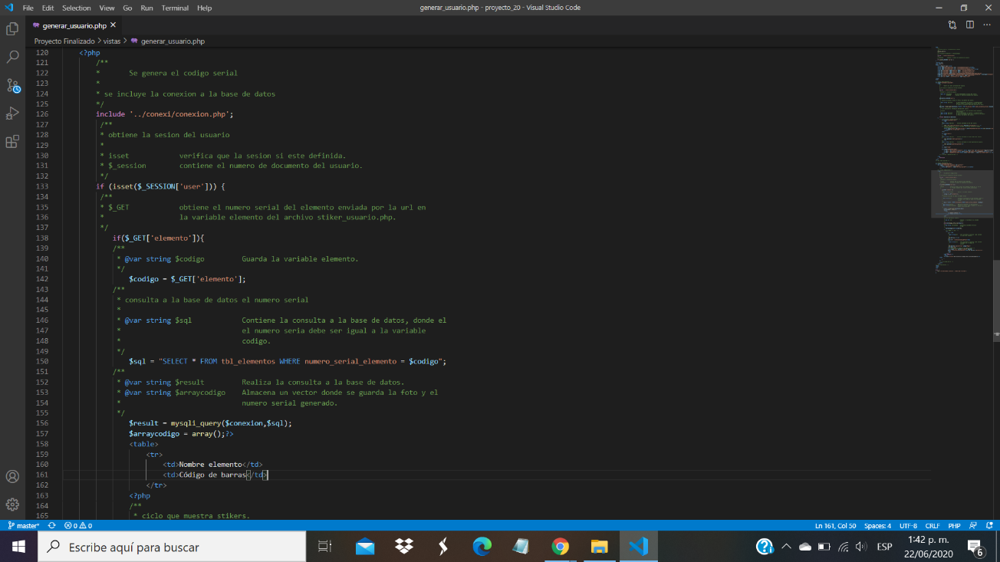 File Edit Selection View Go Run Terminal Help
generar_usuario.php - proyecto_20 - Visual Studio Code
generar_usuario.php
Proyecto Finalizado > vistas > generar_usuario.php
120 <?php
121 /**
122 * Se genera el codigo serial
123 *
124 * se incluye la conexion a la base de datos
125 */
126 include '../conexi/conexion.php';
127 /**
128 * obtiene la sesion del usuario
129 *
130 * isset verifica que la sesion si este definida.
131 * $_session contiene el numero de documento del usuario.
132 */
133 if (isset($_SESSION['user'])) {
134 /**
135 * $_GET obtiene el numero serial del elemento enviada por la url en
136 * la variable elemento del archivo stiker_usuario.php.
137 */
138 if($_GET['elemento']){
139 /**
140 * @var string $codigo Guarda la variable elemento.
141 */
142 $codigo = $_GET['elemento'];
143 /**
144 * consulta a la base de datos el numero serial
145 *
146 * @var string $sql Contiene la consulta a la base de datos, donde el
147 * el numero seria debe ser igual a la variable
148 * codigo.
149 */
150 $sql = "SELECT * FROM tbl_elementos WHERE numero_serial_elemento = $codigo";
151 /**
152 * @var string $result Realiza la consulta a la base de datos.
153 * @var string $arraycodigo Almacena un vector donde se guarda la foto y el
154 * numero serial generado.
155 */
156 $result = mysqli_query($conexion,$sql);
157 $arraycodigo = array();?>
158 <table>
159 <tr>
160 <td>Nombre elemento</td>
161 <td>Código de barras</td>
162 </tr>
163 <?php
164 /**
165 * ciclo que muestra stikers.
master* 0 0 Ln 161, Col 50 Spaces: 4 UTF-8 CRLF PHP
Escribe aquí para buscar
ESP
1:42 p. m.
22/06/2020
6